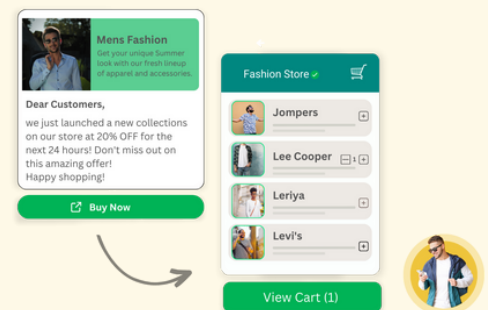 Mens Fashion
Get your unique Summer
look with our fresh lineup
of apparel and accessories.
Dear Customers,
we just launched a new collections
on our store at 20% OFF for the
next 24 hours! Don't miss out on
this amazing offer!
Happy shopping!
Buy Now
Fashion Store
Jompers
Lee Cooper
1
Leriya
Levi's
View Cart (1)